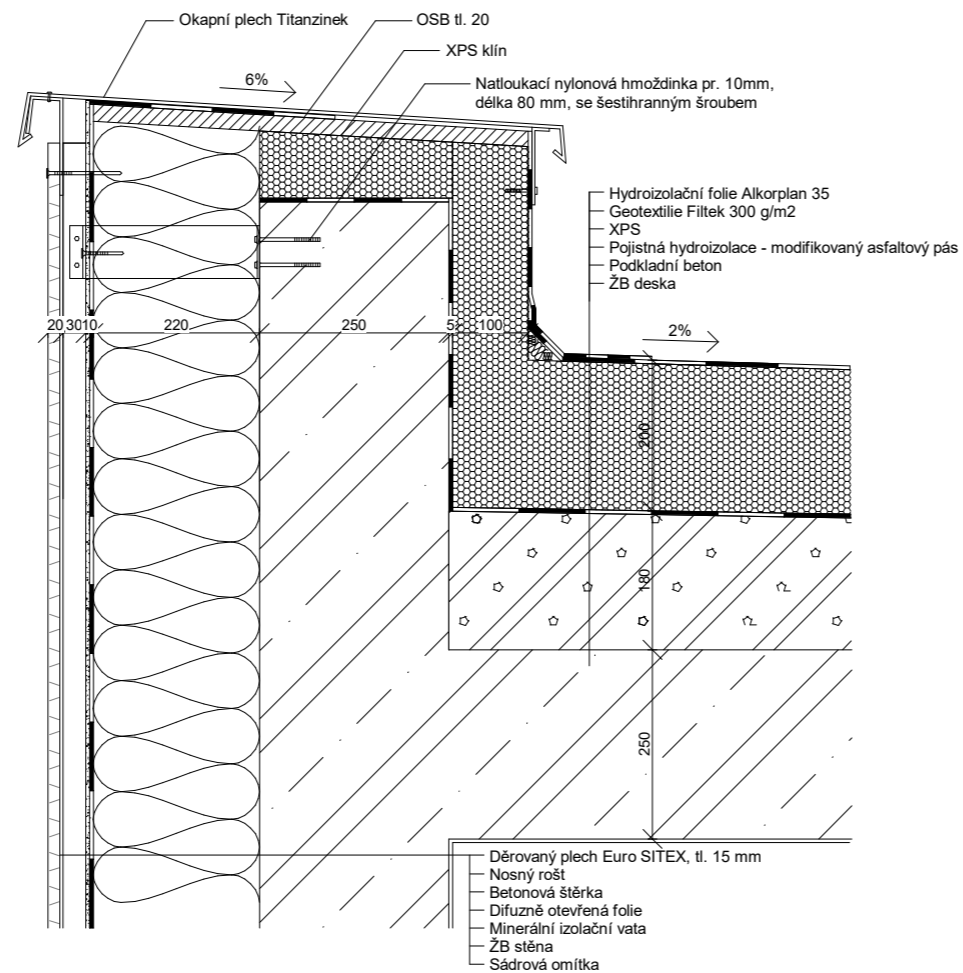 Okapní plech Titanzinek
OSB tl. 20
XPS klín
6%
Natloukací nylonová hmoždinka pr. 10mm,
délka 80 mm, se šestihranným šroubem
Hydroizolační folie Alkorplan 35
Geotextilie Filtek 300 g/m2
XPS
Pojistná hydroizolace - modifikovaný asfaltový pás
Podkladní beton
ŽB deska
20 30 10 220 250 5 100
2%
200
180
250
Děrovaný plech Euro SITEX, tl. 15 mm
Nosný rošt
Betonová štěrka
Difuzně otevřená folie
Minerální izolační vata
ŽB stěna
Sádrová omítka